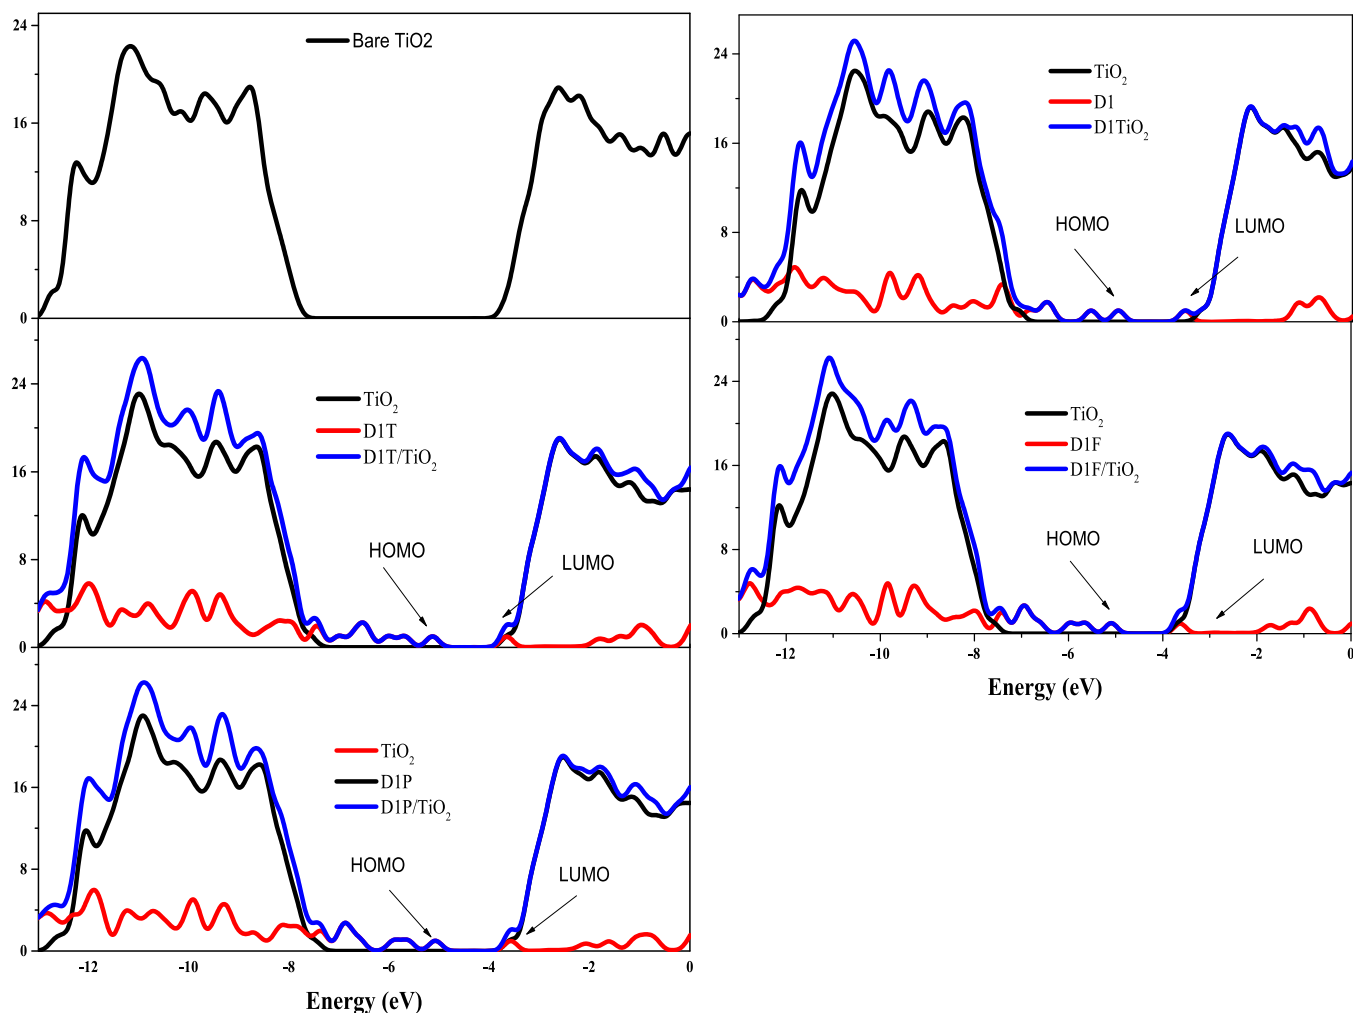 24
16
8
0
Bare TiO2
24
16
8
0
TiO₂
D1T
D1T/TiO₂
HOMO
LUMO
24
16
8
0
TiO₂
D1P
D1P/TiO₂
HOMO
LUMO
-12 -10 -8 -6 -4 -2 0
Energy (eV)
24
16
8
0
TiO₂
D1
D1TiO₂
HOMO
LUMO
24
16
8
0
TiO₂
D1F
D1F/TiO₂
HOMO
LUMO
-12 -10 -8 -6 -4 -2 0
Energy (eV)